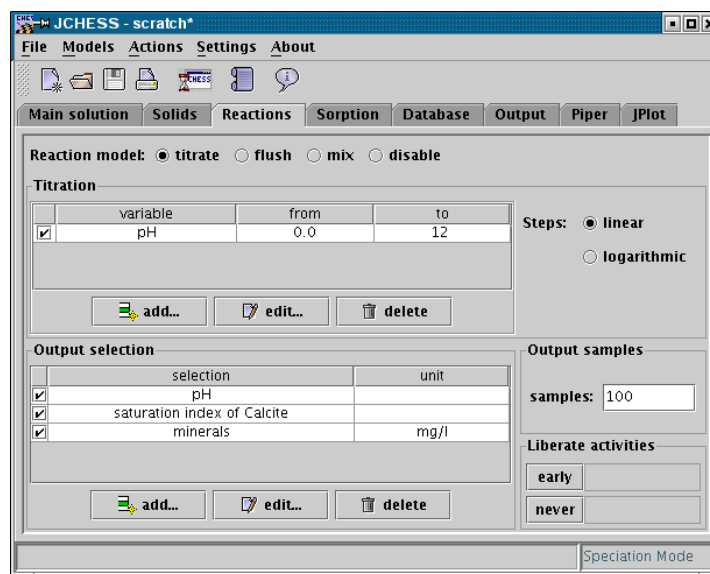 JCHESS - scratch*
File Models Actions Settings About
CHESS
Main solution Solids Reactions Sorption Database Output Piper JPlot
Reaction model: titrate flush mix disable
Titration
variable from to
pH 0.0 12
Steps: linear
logarithmic
add... edit... delete
Output selection
selection unit
pH
saturation index of Calcite
minerals mg/l
add... edit... delete
Output samples
samples: 100
Liberate activities
early
never
Speciation Mode